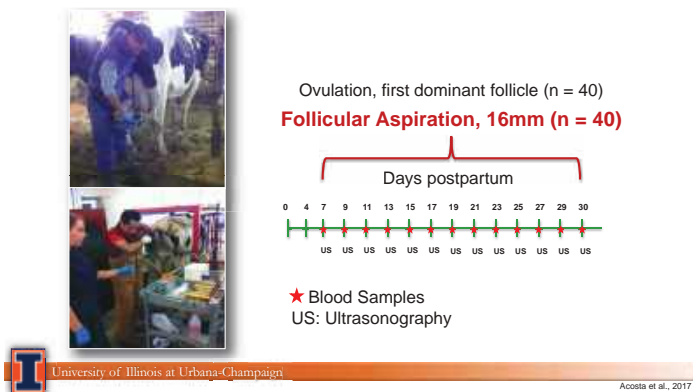 Ovulation, first dominant follicle (n = 40)
Follicular Aspiration, 16mm (n = 40)
Days postpartum
0 4 7 9 11 13 15 17 19 21 23 25 27 29 30
US US US US US US US US US US US US US
★ Blood Samples
US: Ultrasonography
I University of Illinois at Urbana-Champaign
Acosta et al., 2017